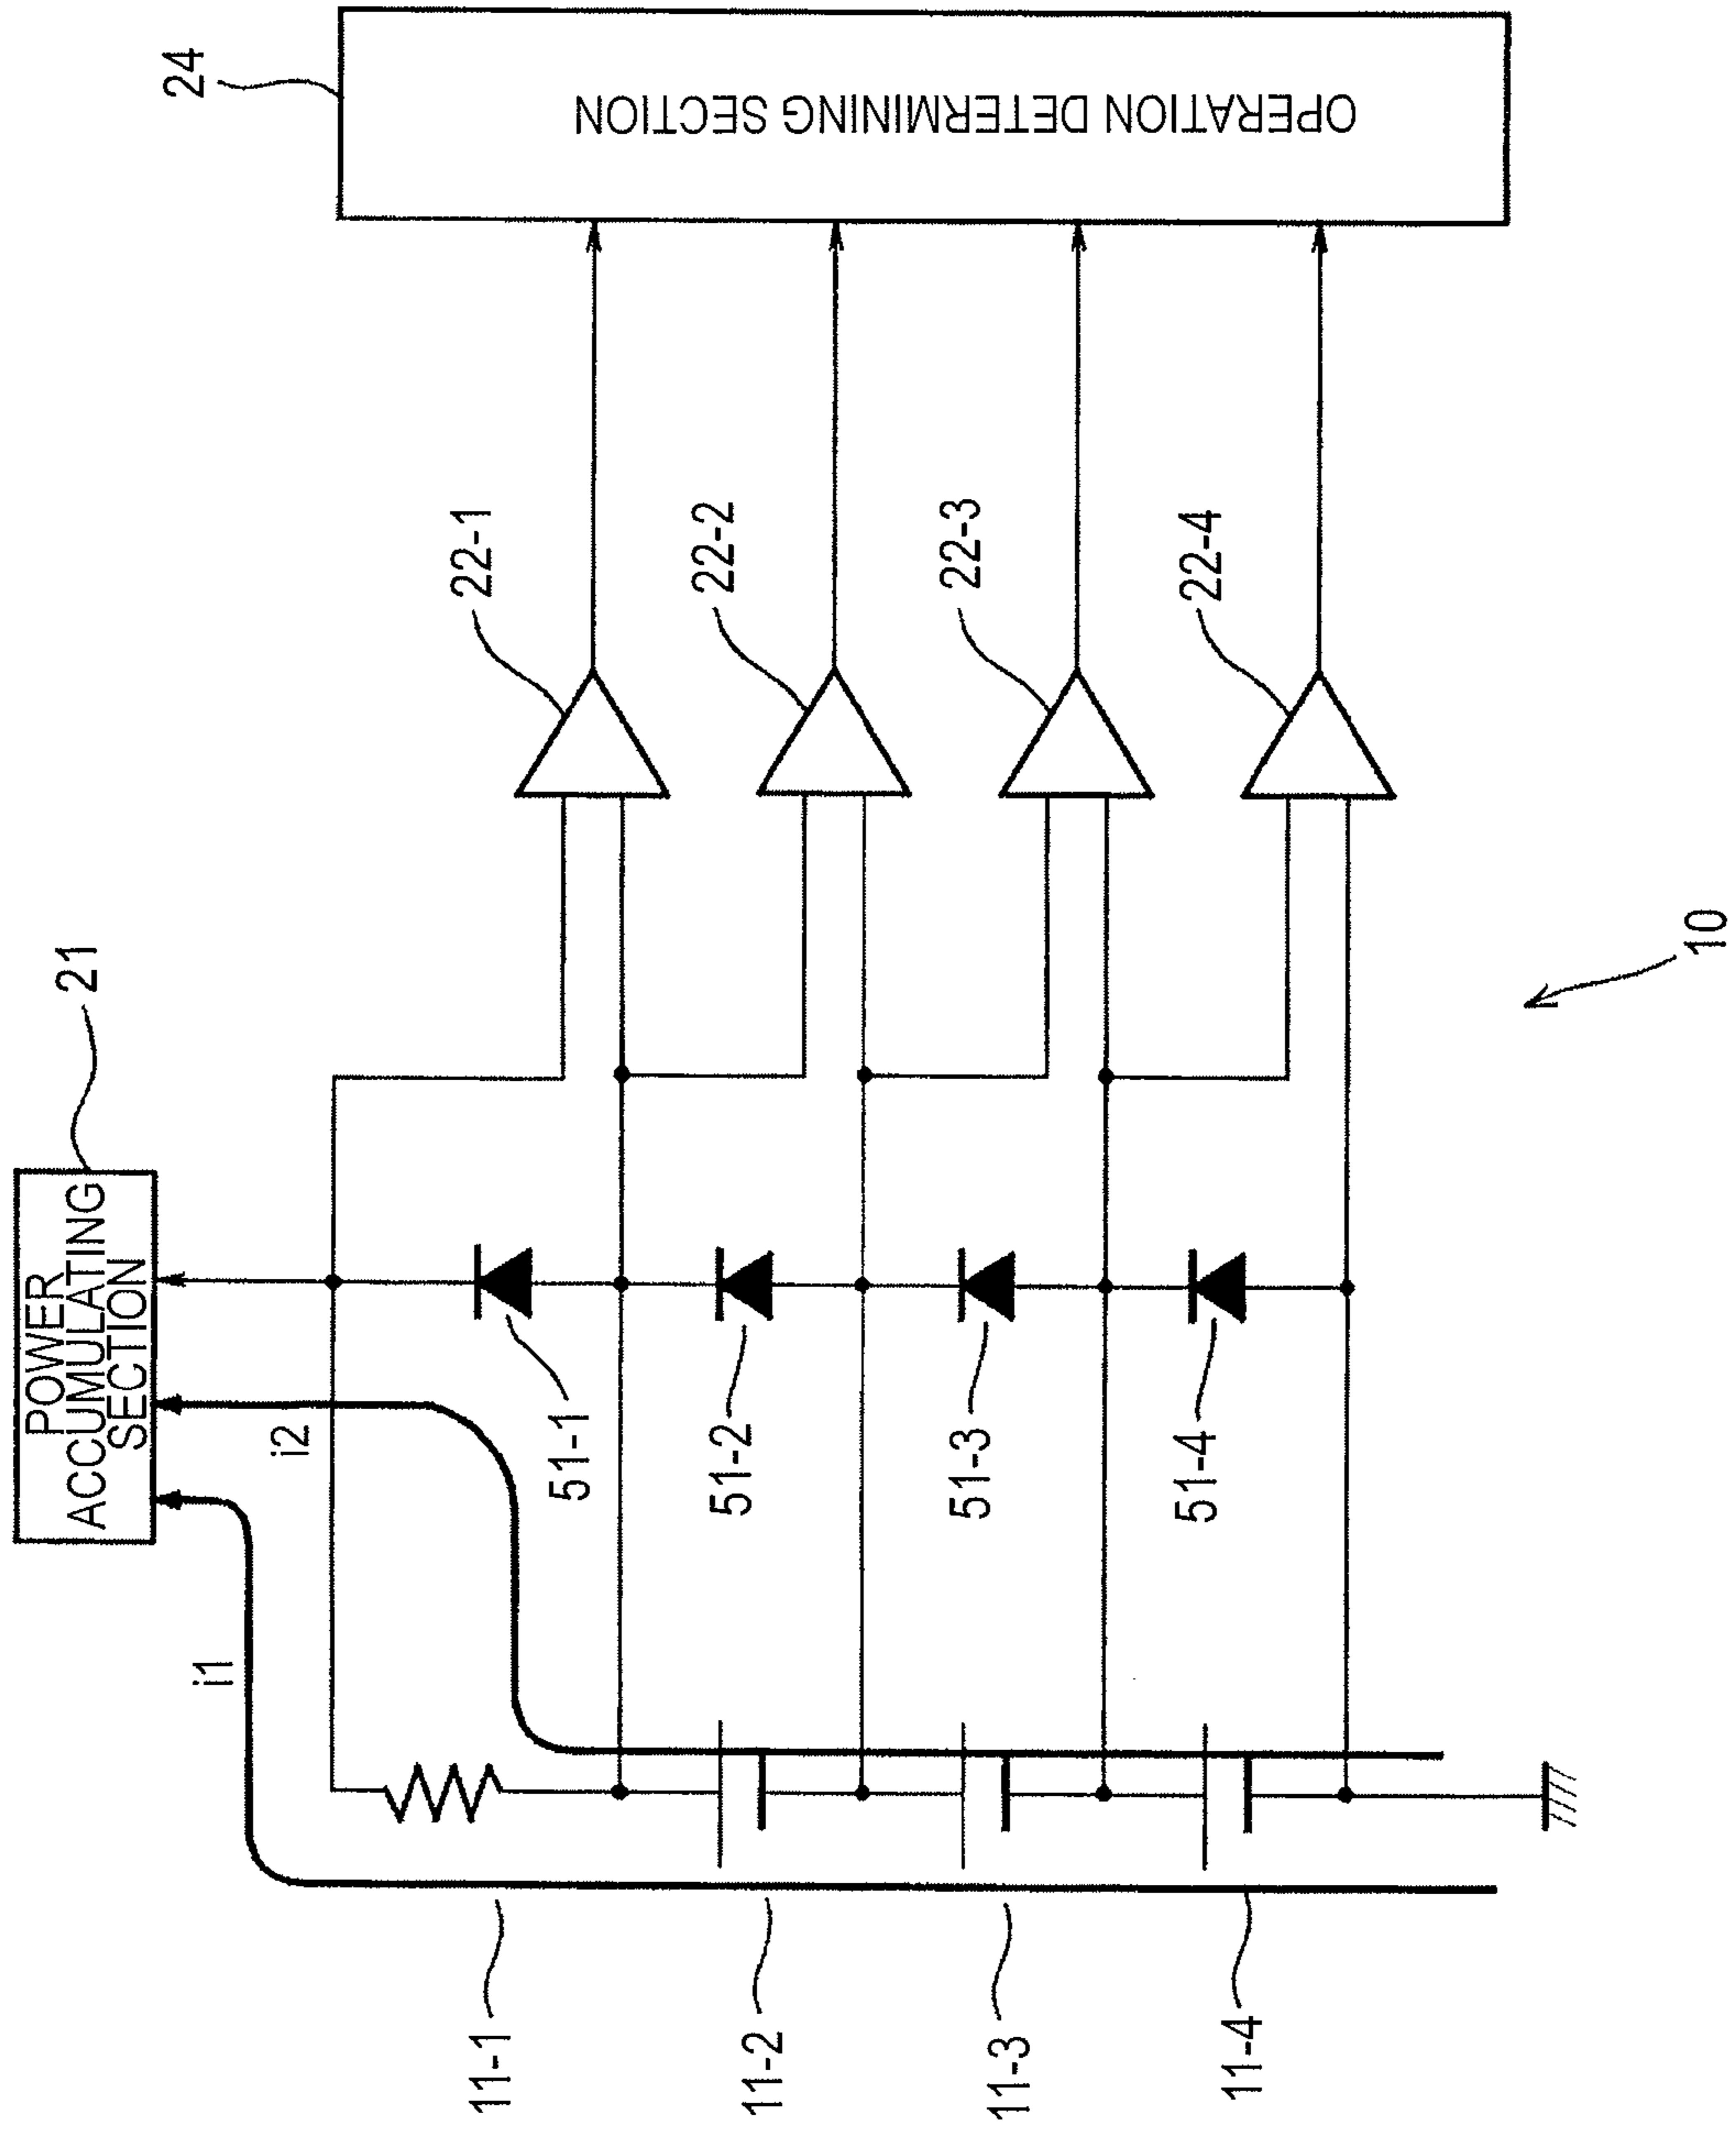 24
OPERATION DETERMINING SECTION
22-1
22-2
22-3
22-4
21
POWER
ACCUMULATING
SECTION
10
i2
i1
51-1
51-2
51-3
51-4
11-1
11-2
11-3
11-4